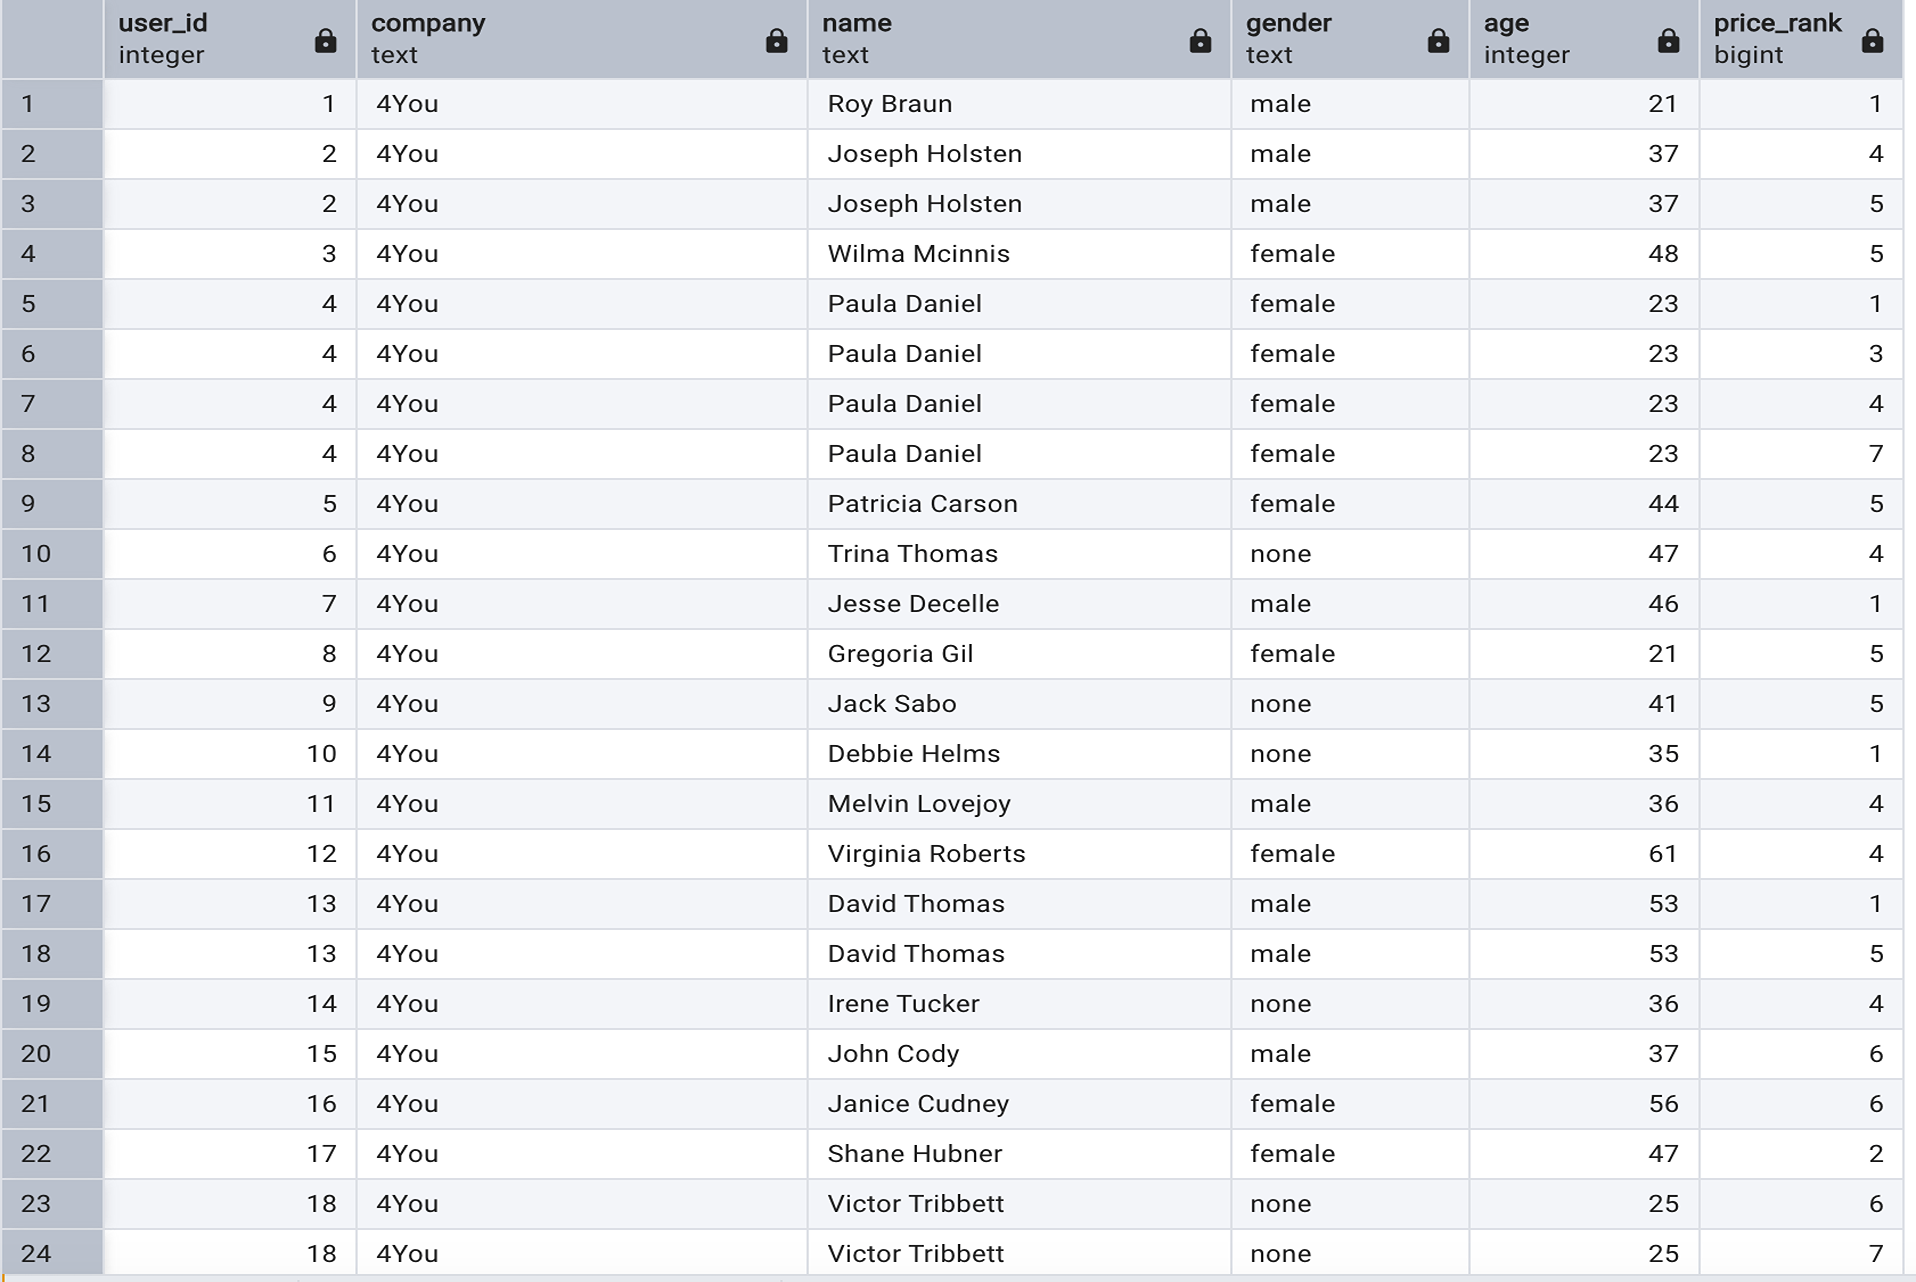 user_id company name gender age price_rank
integer text text text integer bigint
1 1 4You Roy Braun male 21 1
2 2 4You Joseph Holsten male 37 4
3 2 4You Joseph Holsten male 37 5
4 3 4You Wilma Mcinnis female 48 5
5 4 4You Paula Daniel female 23 1
6 4 4You Paula Daniel female 23 3
7 4 4You Paula Daniel female 23 4
8 4 4You Paula Daniel female 23 7
9 5 4You Patricia Carson female 44 5
10 6 4You Trina Thomas none 47 4
11 7 4You Jesse Decelle male 46 1
12 8 4You Gregoria Gil female 21 5
13 9 4You Jack Sabo none 41 5
14 10 4You Debbie Helms none 35 1
15 11 4You Melvin Lovejoy male 36 4
16 12 4You Virginia Roberts female 61 4
17 13 4You David Thomas male 53 1
18 13 4You David Thomas male 53 5
19 14 4You Irene Tucker none 36 4
20 15 4You John Cody male 37 6
21 16 4You Janice Cudney female 56 6
22 17 4You Shane Hubner female 47 2
23 18 4You Victor Tribbett none 25 6
24 18 4You Victor Tribbett none 25 7